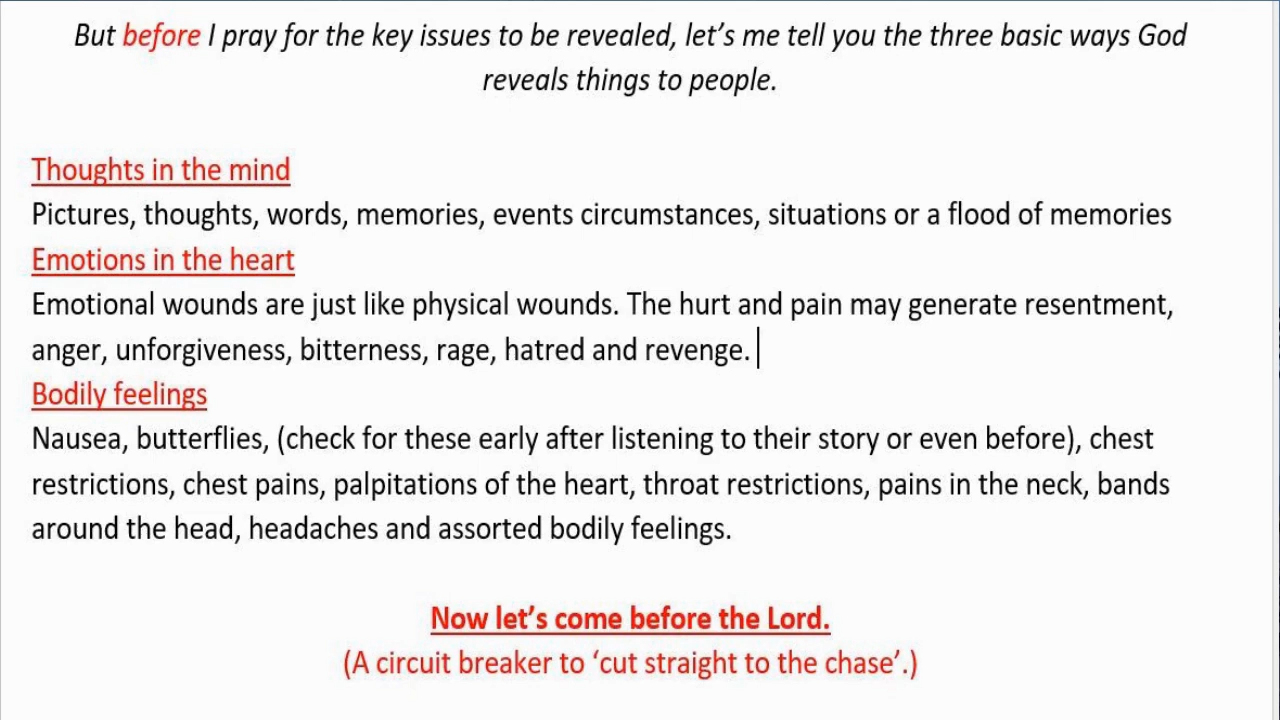 But before I pray for the key issues to be revealed, let’s me tell you the three basic ways God
reveals things to people.
Thoughts in the mind
Pictures, thoughts, words, memories, events circumstances, situations or a flood of memories
Emotions in the heart
Emotional wounds are just like physical wounds. The hurt and pain may generate resentment,
anger, unforgiveness, bitterness, rage, hatred and revenge.
Bodily feelings
Nausea, butterflies, (check for these early after listening to their story or even before), chest
restrictions, chest pains, palpitations of the heart, throat restrictions, pains in the neck, bands
around the head, headaches and assorted bodily feelings.
Now let’s come before the Lord.
(A circuit breaker to ‘cut straight to the chase’.)